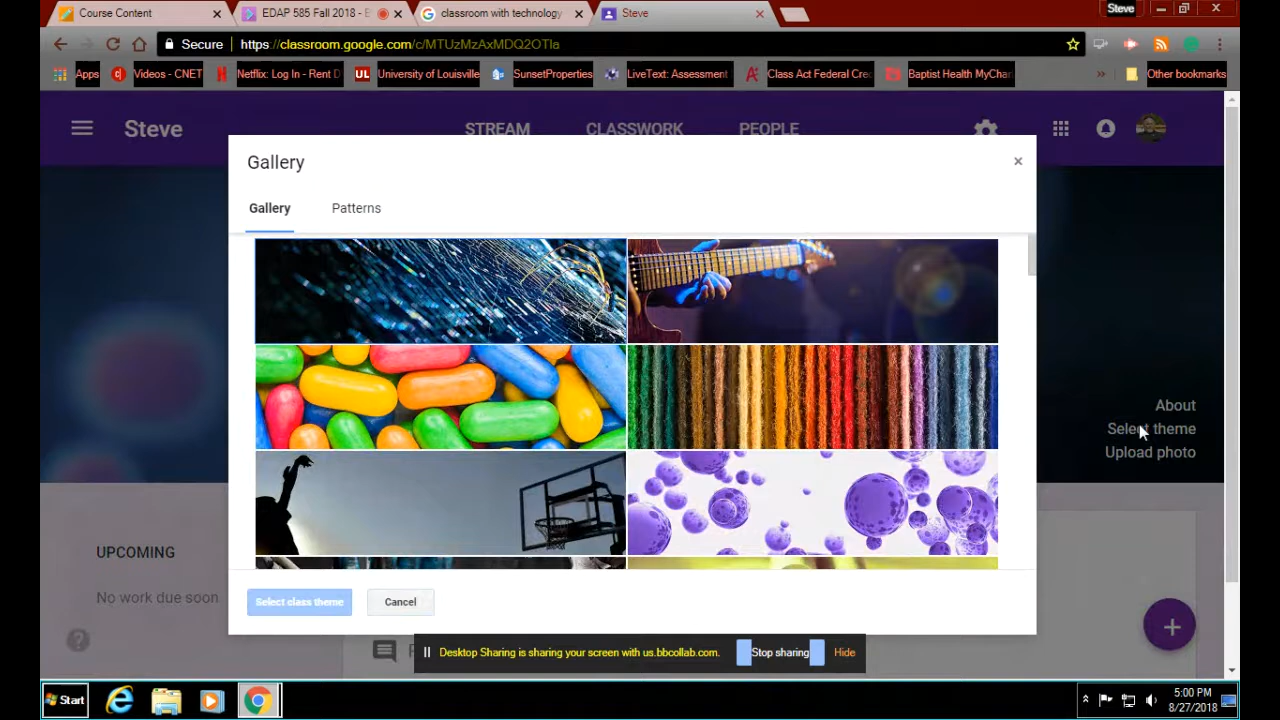 Course Content
EDAP 585 Fall 2018 - E
classroom with technology
Steve
Steve
Secure
https://classroom.google.com/c/MTUzMzAxMDQ2OTIa
Apps
Videos - CNET
Netflix: Log In - Rent D
UL University of Louisville
SunsetProperties
LiveText: Assessment
Class Act Federal Cre
Baptist Health MyChar
Other bookmarks
Steve
STREAM CLASSWORK PEOPLE
Gallery
Gallery Patterns
About
Select theme
Upload photo
UPCOMING
No work due soon
Select class theme Cancel
Desktop Sharing is sharing your screen with us.bbcollab.com. Stop sharing Hide
Start
5:00 PM
8/27/2018